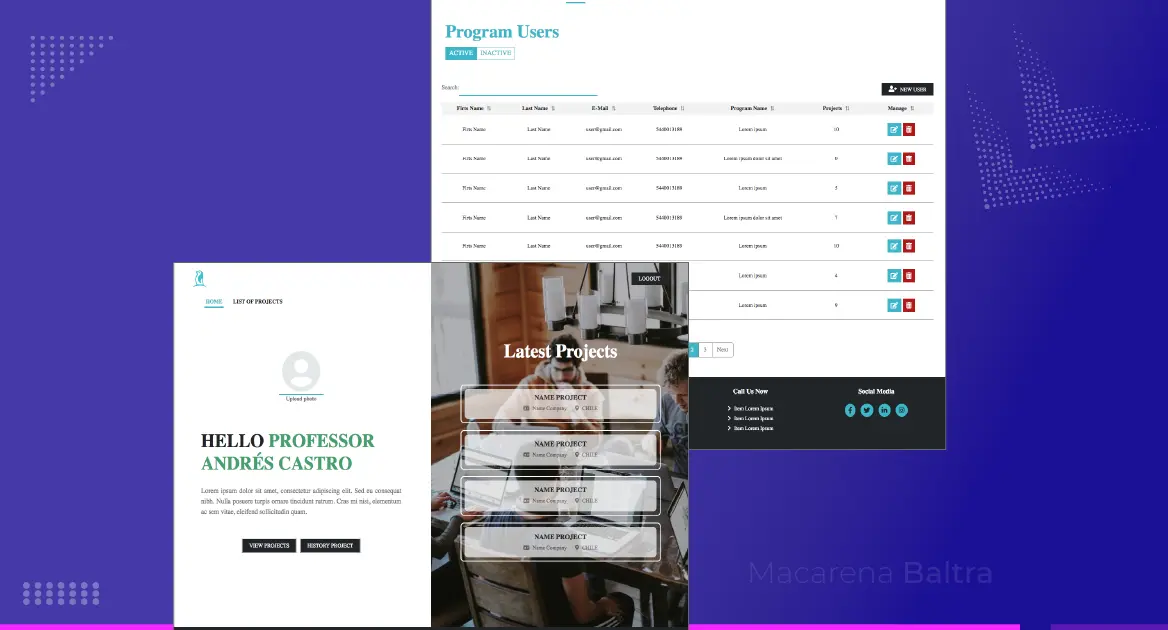 Program Users
ACTIVE INACTIVE
Search:
NEW USER
Firts Name Last Name E-Mail Telephone Program Name Projects Manage
Firts Name Last Name user@gmail.com 5440013188 Lorem ipsum 10
Firts Name Last Name user@gmail.com 5440013188 Lorem ipsum dolor sit amet 9
Firts Name Last Name user@gmail.com 5440013188 Lorem ipsum 5
Firts Name Last Name user@gmail.com 5440013188 Lorem ipsum dolor sit amet 7
Firts Name Last Name user@gmail.com 5440013188 Lorem ipsum 10
Lorem ipsum 4
Lorem ipsum 9
3 Next
Call Us Now
Item Lorem Ipsum
Item Lorem Ipsum
Item Lorem Ipsum
Social Media
HOME LIST OF PROJECTS
Upload photo
HELLO PROFESSOR
ANDRÉS CASTRO
Lorem ipsum dolor sit amet, consectetur adipiscing elit. Sed eu consequat
nibh. Nulla posuere turpis ornare tincidunt rutrum. Cras mi nisi, elementum
ac sem vitae, eleifend sollicitudin quam.
VIEW PROJECTS HISTORY PROJECT
LOGOUT
Latest Projects
NAME PROJECT
Name Company CHILE
NAME PROJECT
Name Company CHILE
NAME PROJECT
Name Company CHILE
NAME PROJECT
Name Company CHILE
Macarena Baltra